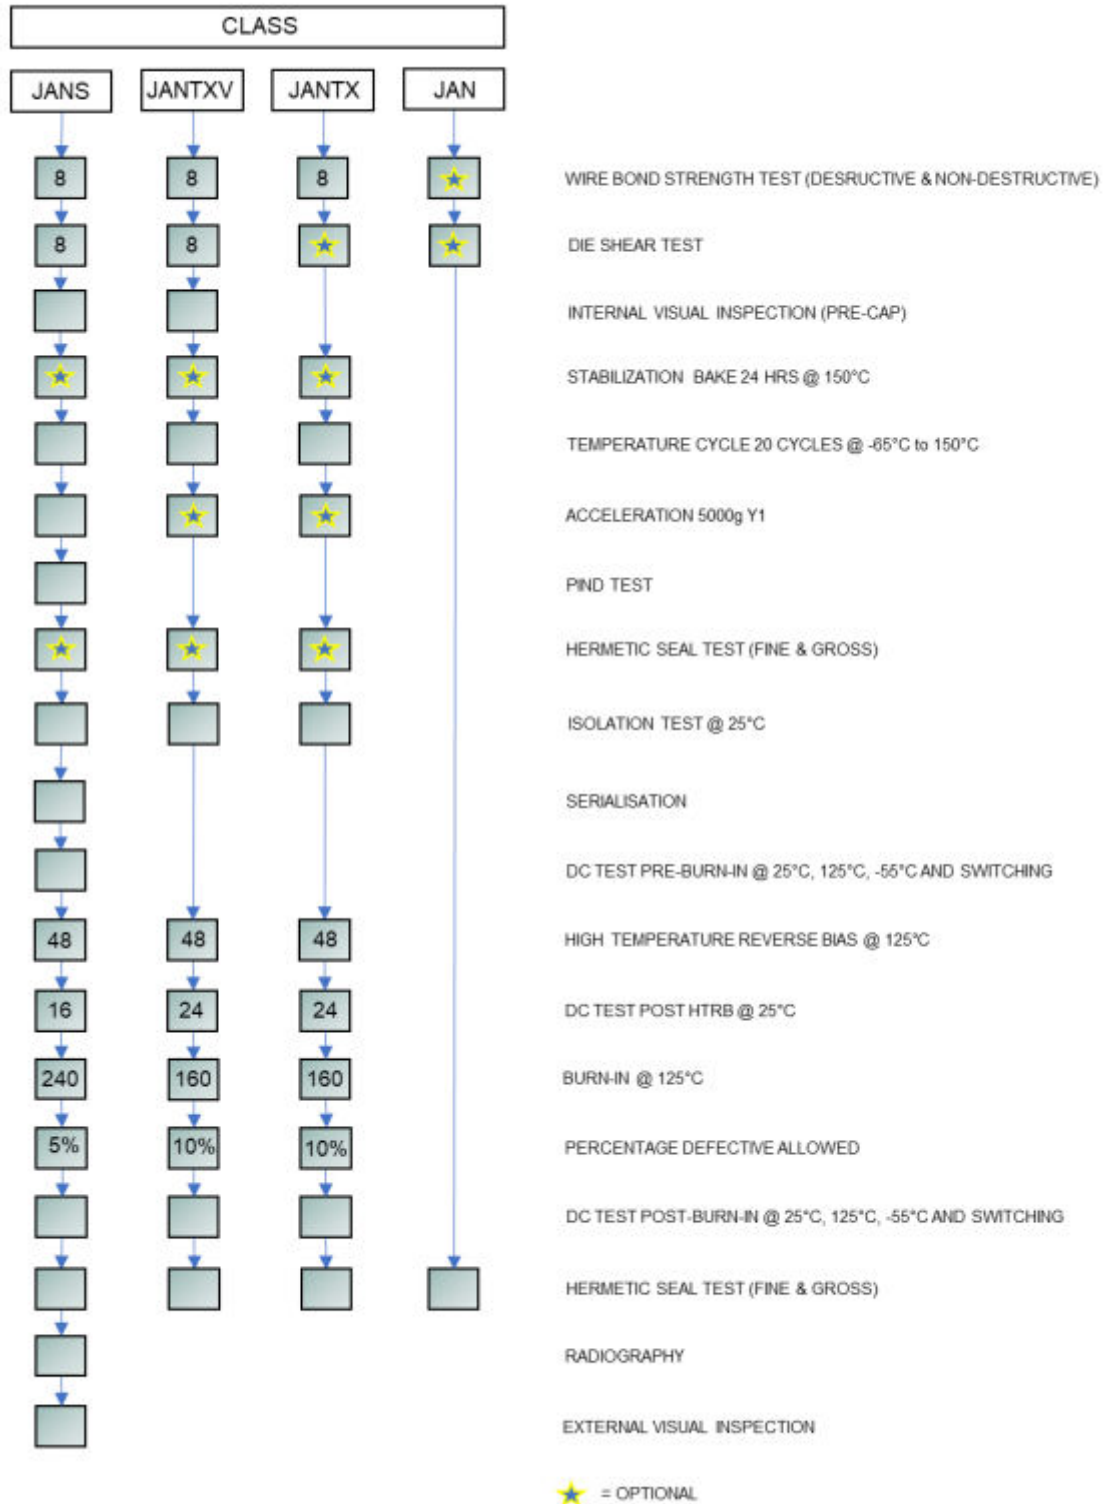 CLASS
JANS JANTXV JANTX JAN
8 8 8 WIRE BOND STRENGTH TEST (DESRUCTIVE & NON-DESTRUCTIVE)
8 8 DIE SHEAR TEST
INTERNAL VISUAL INSPECTION (PRE-CAP)
STABILIZATION BAKE 24 HRS @ 150°C
TEMPERATURE CYCLE 20 CYCLES @ -65°C to 150°C
ACCELERATION 5000g Y1
PIND TEST
HERMETIC SEAL TEST (FINE & GROSS)
ISOLATION TEST @ 25°C
SERIALISATION
DC TEST PRE-BURN-IN @ 25°C, 125°C, -55°C AND SWITCHING
48 48 48 HIGH TEMPERATURE REVERSE BIAS @ 125°C
16 24 24 DC TEST POST HTRB @ 25°C
240 160 160 BURN-IN @ 125°C
5% 10% 10% PERCENTAGE DEFECTIVE ALLOWED
DC TEST POST-BURN-IN @ 25°C, 125°C, -55°C AND SWITCHING
HERMETIC SEAL TEST (FINE & GROSS)
RADIOGRAPHY
EXTERNAL VISUAL INSPECTION
= OPTIONAL